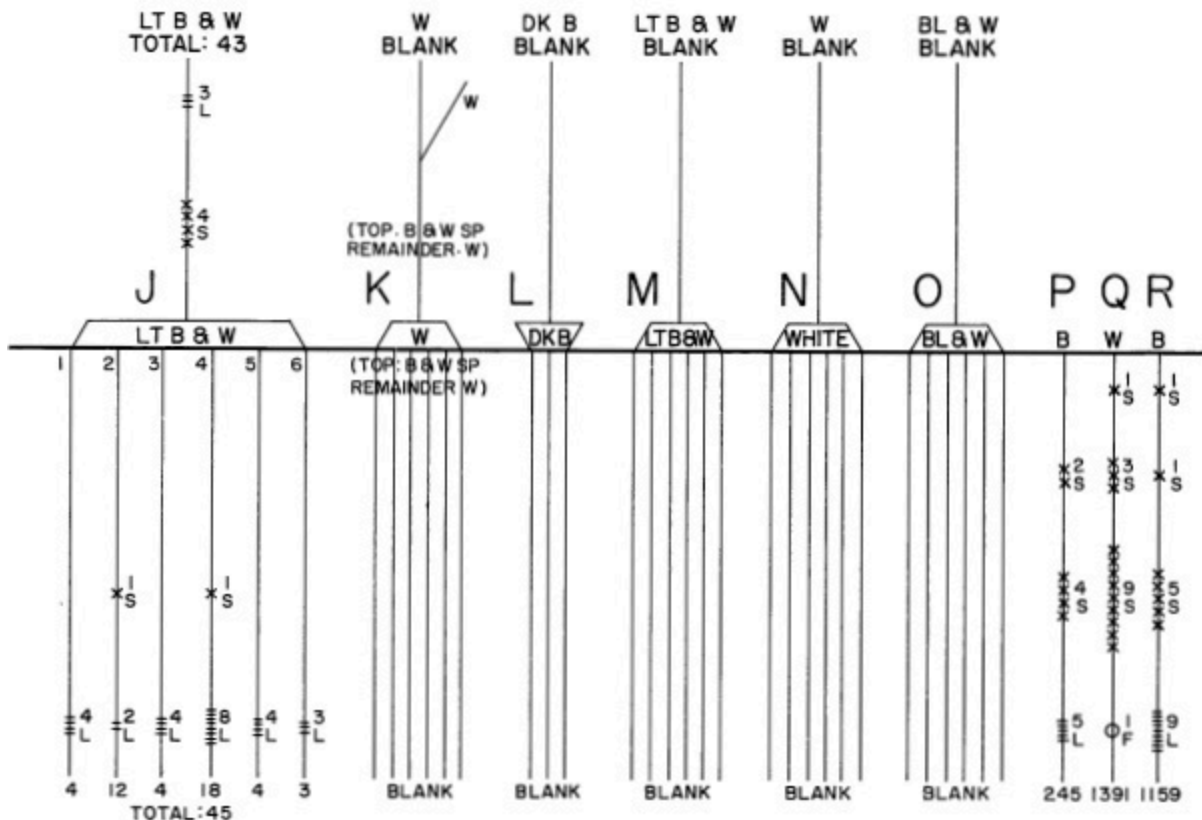 LT B & W
TOTAL: 43
W
BLANK
DK B
BLANK
LT B & W
BLANK
W
BLANK
BL & W
BLANK
3
L
W
4
S
(TOP: B & W SP
REMAINDER: W)
J K L M N O P Q R
LT B & W
W
DK B
LT B & W
WHITE
BL & W
B W B
1 2 3 4 5 6
(TOP: B & W SP
REMAINDER W)
1
S
1
S
2
S
3
S
1
S
1
S
1
S
4
S
9
S
5
S
4
L
2
L
4
L
8
L
4
L
3
L
5
L
1
F
9
L
4 12 4 18 4 3
TOTAL: 45
BLANK
BLANK
BLANK
BLANK
BLANK
245 1391 1159